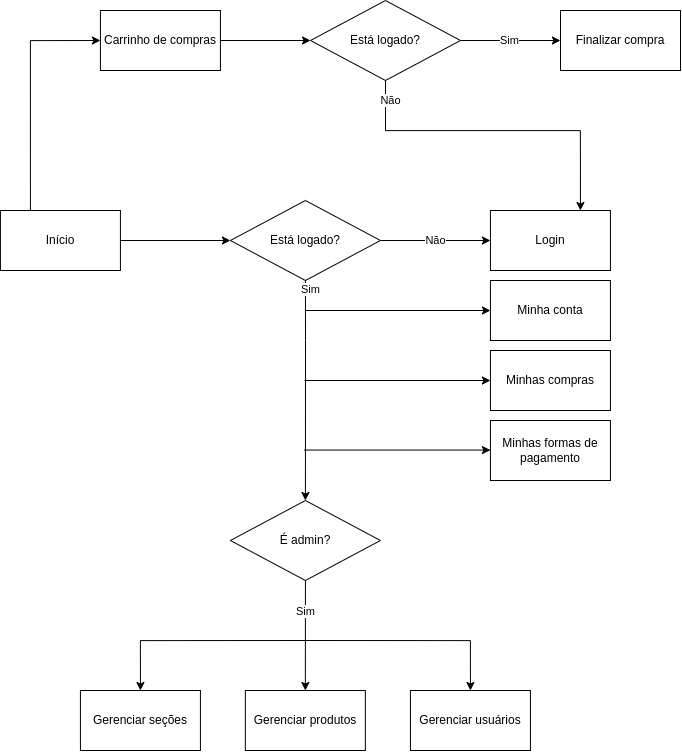 Carrinho de compras
Está logado?
Sim
Finalizar compra
Não
Início
Está logado?
Não
Login
Sim
Minha conta
Minhas compras
Minhas formas de
pagamento
É admin?
Sim
Gerenciar seções
Gerenciar produtos
Gerenciar usuários